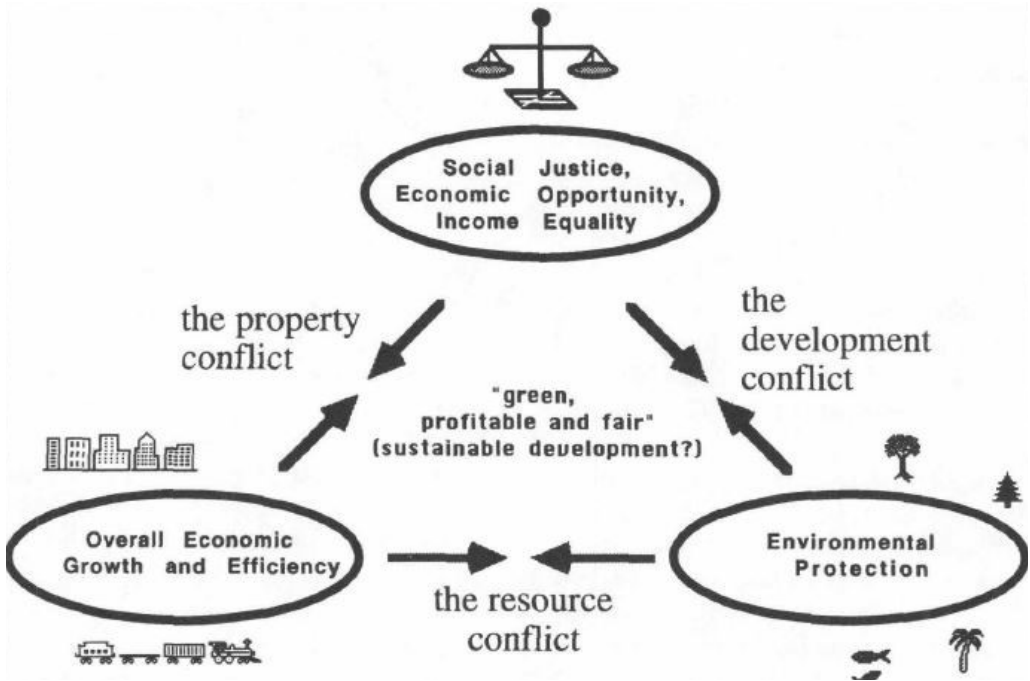 Social Justice,
Economic Opportunity,
Income Equality
the property
conflict
the
development
conflict
"green,
profitable and fair"
(sustainable development?)
Overall Economic
Growth and Efficiency
Environmental
Protection
the resource
conflict